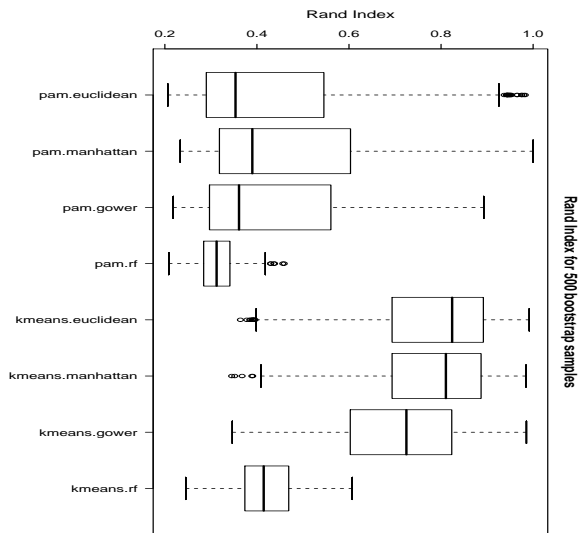 Rand Index
0.2 0.4 0.6 0.8 1.0
pam.euclidean
pam.manhattan
pam.gower
pam.rf
kmeans.euclidean
kmeans.manhattan
kmeans.gower
kmeans.rf
Rand Index for 500 bootstrap samples